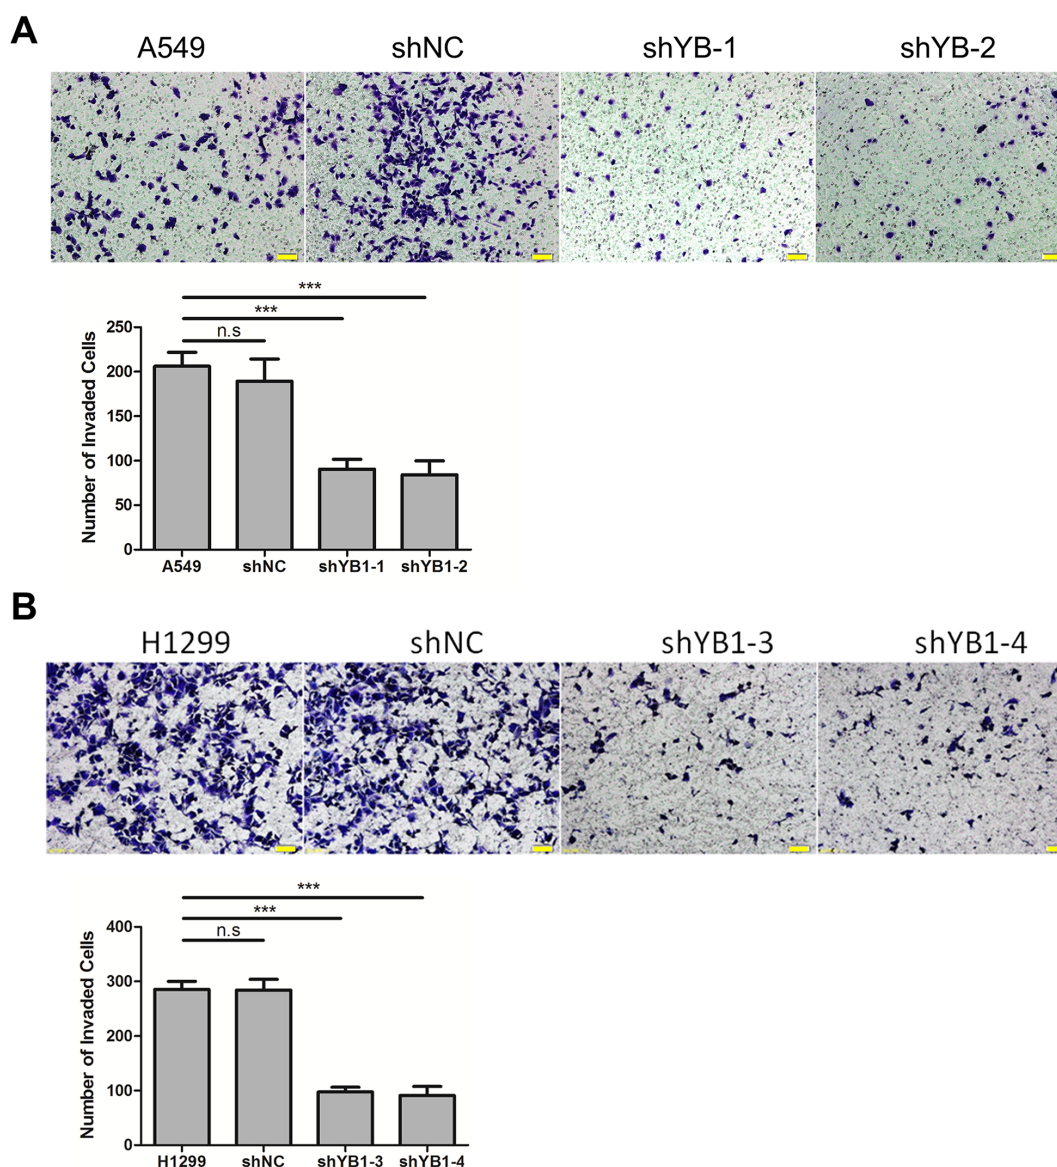 A
A549 shNC shYB-1 shYB-2
***
***
n.s
Number of Invaded Cells
250
200
150
100
50
0
A549 shNC shYB1-1 shYB1-2
B
H1299 shNC shYB1-3 shYB1-4
***
***
n.s
Number of Invaded Cells
400
300
200
100
0
H1299 shNC shYB1-3 shYB1-4